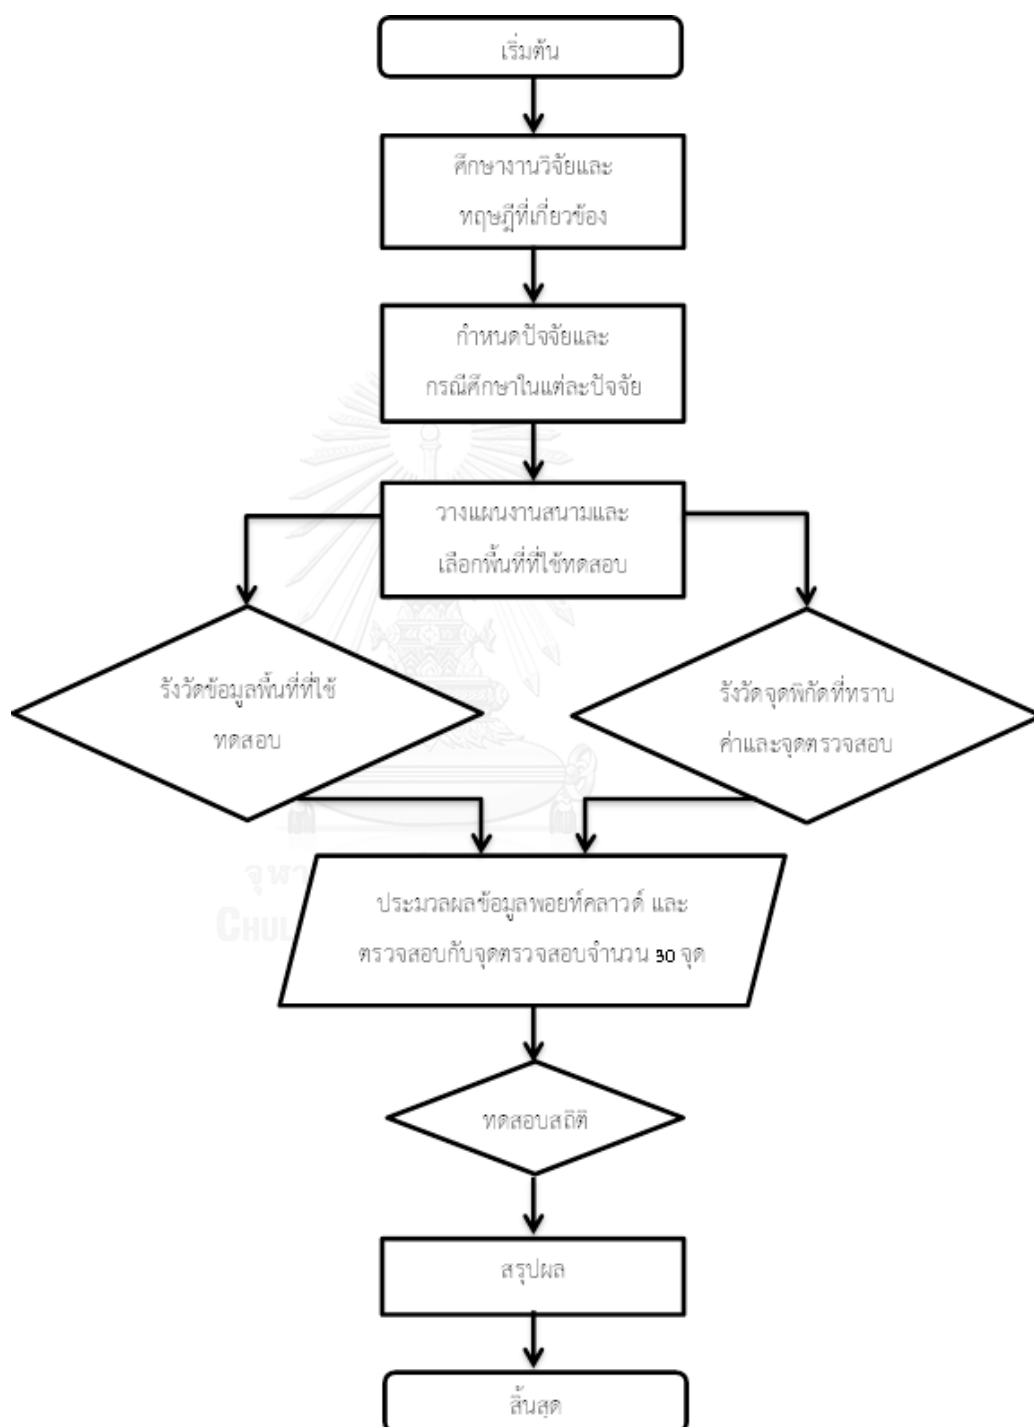 เริ่มต้น
ศึกษางานวิจัยและ
ทฤษฎีที่เกี่ยวข้อง
กำหนดปัจจัยและ
กรณีศึกษาในแต่ละปัจจัย
วางแผนงานสนามและ
เลือกพื้นที่ที่ใช้ทดสอบ
รังวัดข้อมูลพื้นที่ที่ใช้
ทดสอบ
รังวัดจุดพิกัดที่ทราบ
ค่าและจุดตรวจสอบ
จุฬา
CHUL
ประมวลผลข้อมูลพอยท์คลาวด์ และ
ตรวจสอบกับจุดตรวจสอบจำนวน 30 จุด
ทดสอบสถิติ
สรุปผล
สิ้นสุด